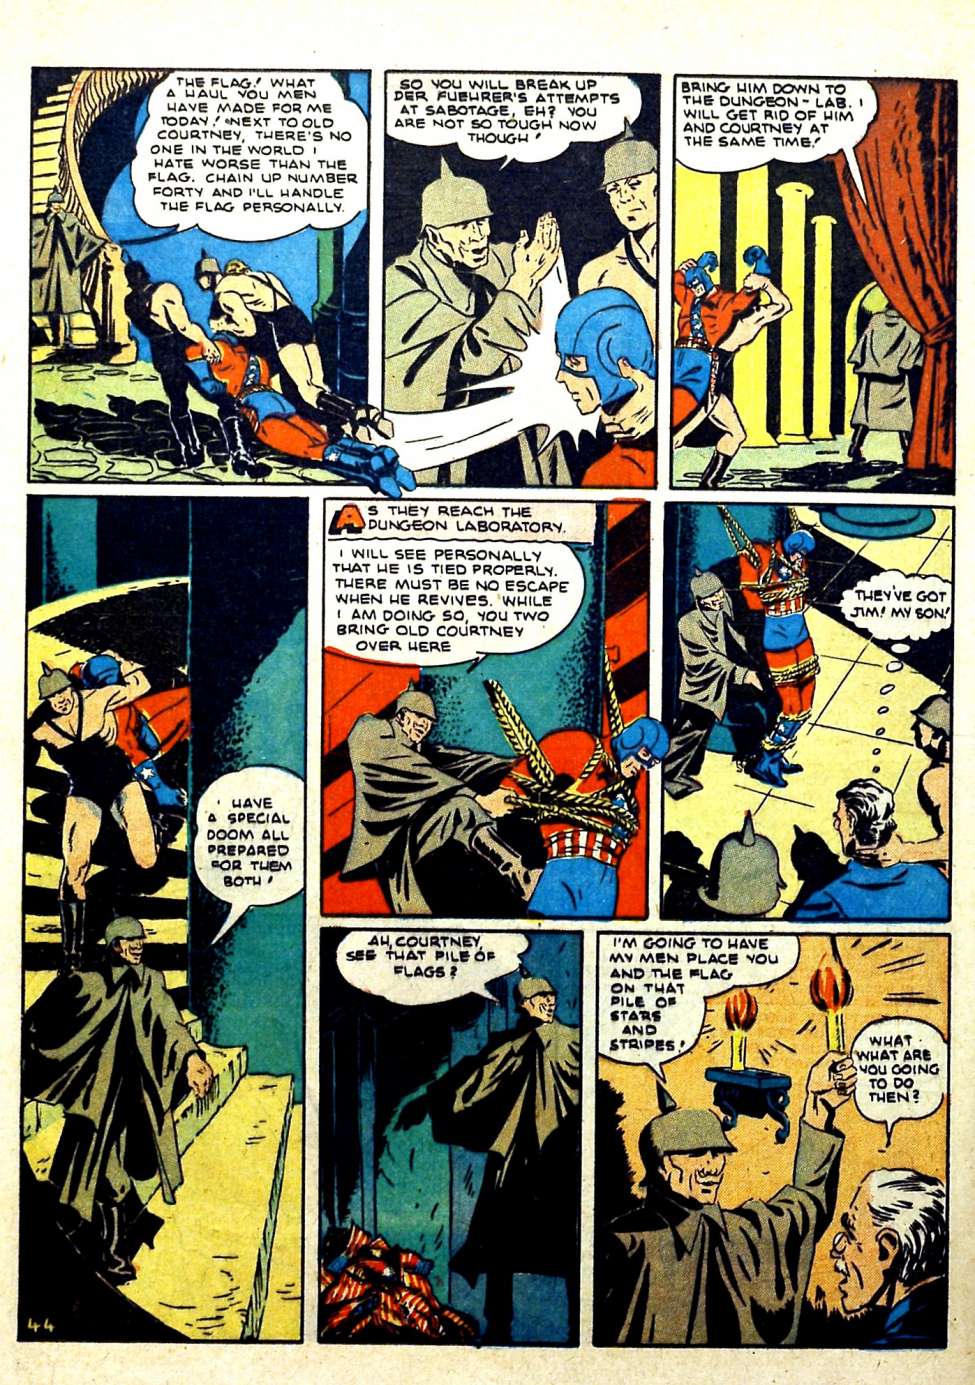 THE FLAG! WHAT
A HAUL YOU MEN
HAVE MADE FOR ME
TODAY! NEXT TO OLD
COURTNEY, THERE'S NO
ONE IN THE WORLD I
HATE WORSE THAN THE
FLAG. CHAIN UP NUMBER
FORTY AND I'LL HANDLE
THE FLAG PERSONALLY.
SO YOU WILL BREAK UP
DER FUEHRER'S ATTEMPTS
AT SABOTAGE, EH? YOU
ARE NOT SO TOUGH NOW
THOUGH!
BRING HIM DOWN TO
THE DUNGEON-LAB. I
WILL GET RID OF HIM
AND COURTNEY AT
THE SAME TIME!
I HAVE
A SPECIAL
DOOM ALL
PREPARED
FOR THEM
BOTH!
AS THEY REACH THE
DUNGEON LABORATORY.
I WILL SEE PERSONALLY
THAT HE IS TIED PROPERLY.
THERE MUST BE NO ESCAPE
WHEN HE REVIVES. WHILE
I AM DOING SO, YOU TWO
BRING OLD COURTNEY
OVER HERE
THEY'VE GOT
JIM! MY SON!
AH, COURTNEY,
SEE THAT PILE OF
FLAGS?
I'M GOING TO HAVE
MY MEN PLACE YOU
AND THE FLAG
ON THAT
PILE OF
STARS
AND
STRIPES!
WHAT -
WHAT ARE
YOU GOING
TO DO
THEN?
44